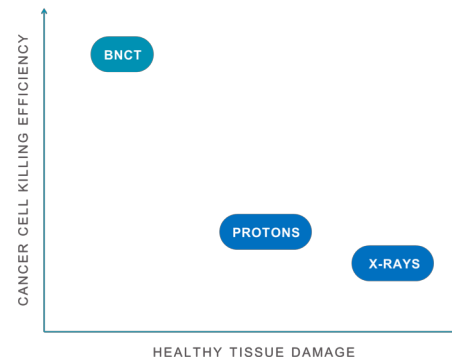 CANCER CELL KILLING EFFICIENCY
BNCT
PROTONS
X-RAYS
HEALTHY TISSUE DAMAGE